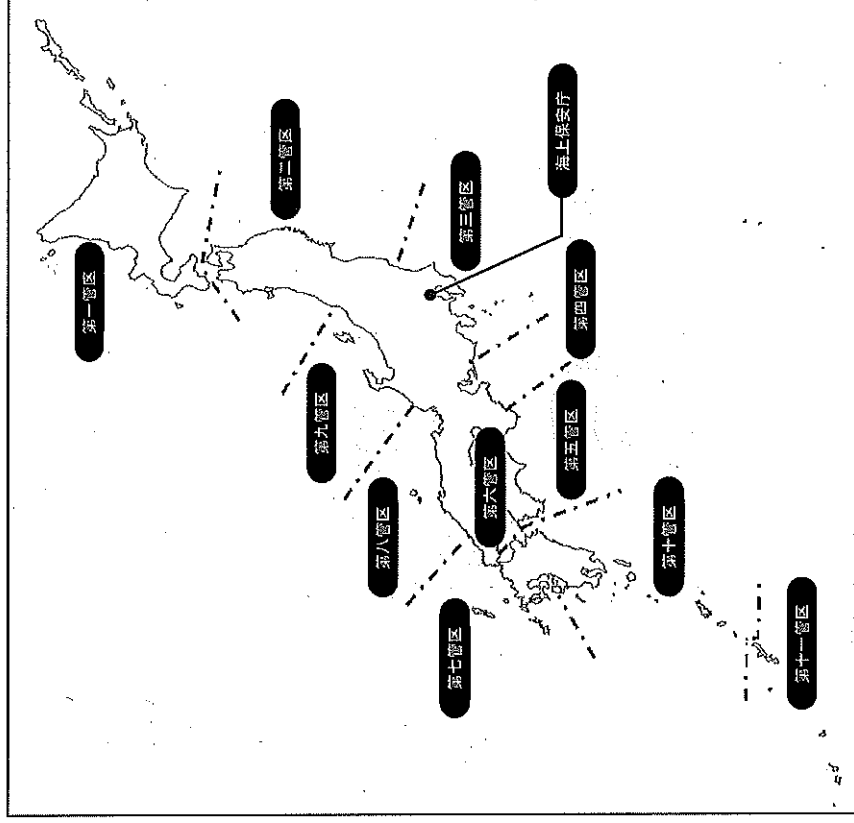 第一管区
第二管区
第三管区
海上保安庁
第四管区
第五管区
第六管区
第七管区
第八管区
第九管区
第十管区
第十一管区